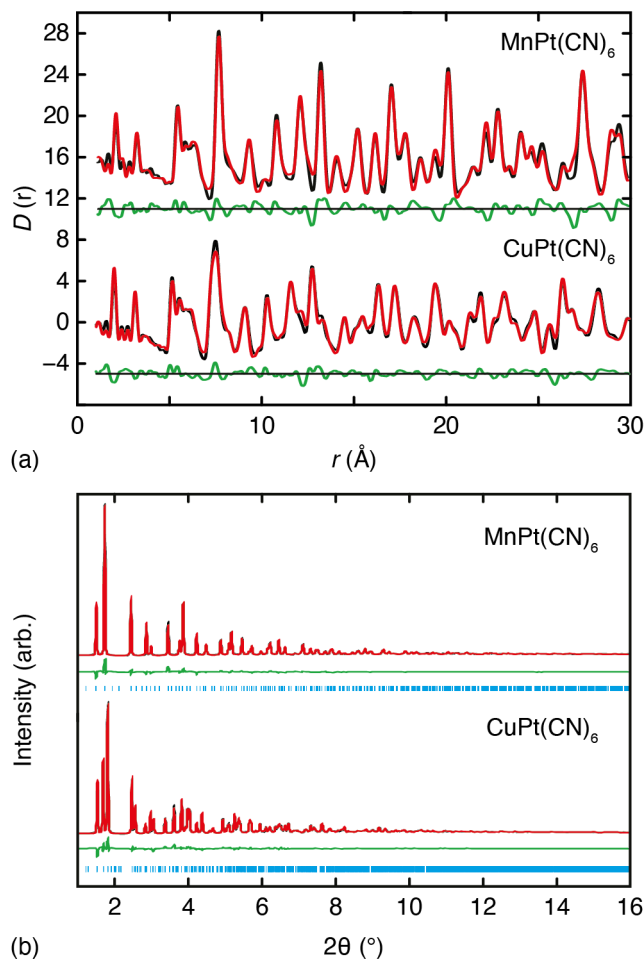 MnPt(CN)₆
28
24
20
16
12
8
4
0
−4
D (r)
CuPt(CN)₆
0
10
20
30
r (Å)
(a)
MnPt(CN)₆
Intensity (arb.)
CuPt(CN)₆
2
4
6
8
10
12
14
16
2θ (°)
(b)